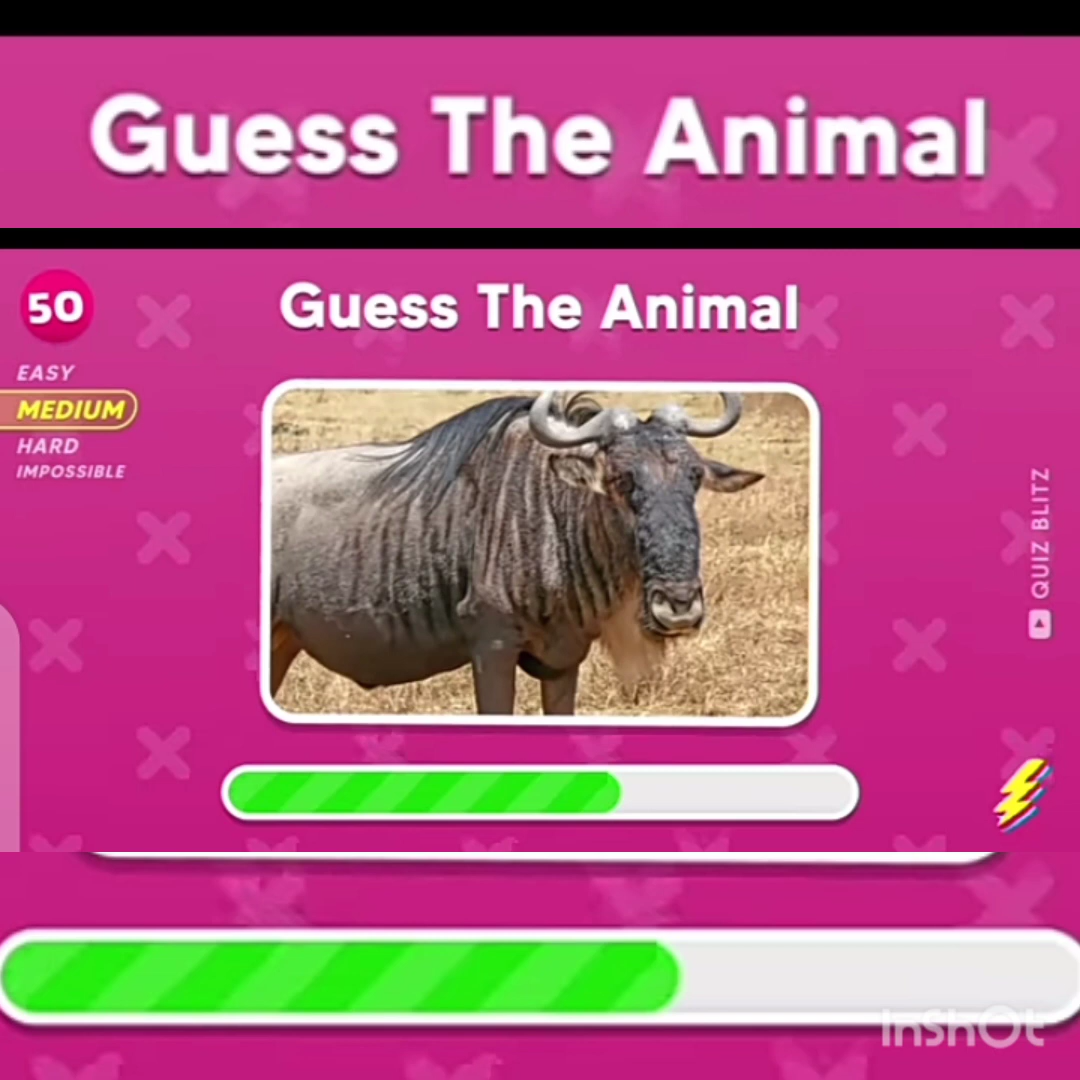 Guess The Animal
50
Guess The Animal
EASY
MEDIUM
HARD
IMPOSSIBLE
QUIZ BLITZ
InShOt